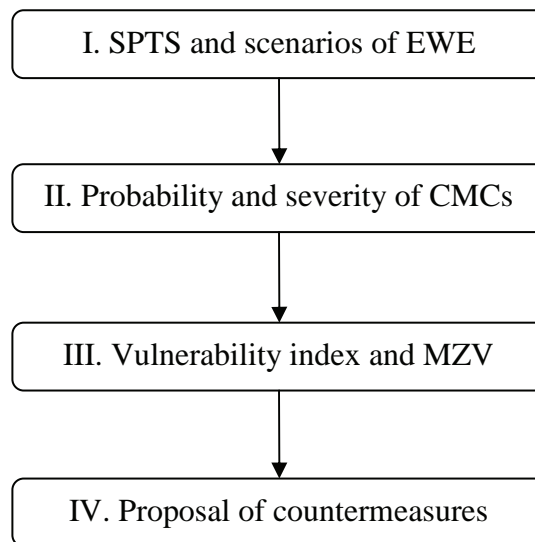 I. SPTS and scenarios of EWE
II. Probability and severity of CMCs
III. Vulnerability index and MZV
IV. Proposal of countermeasures